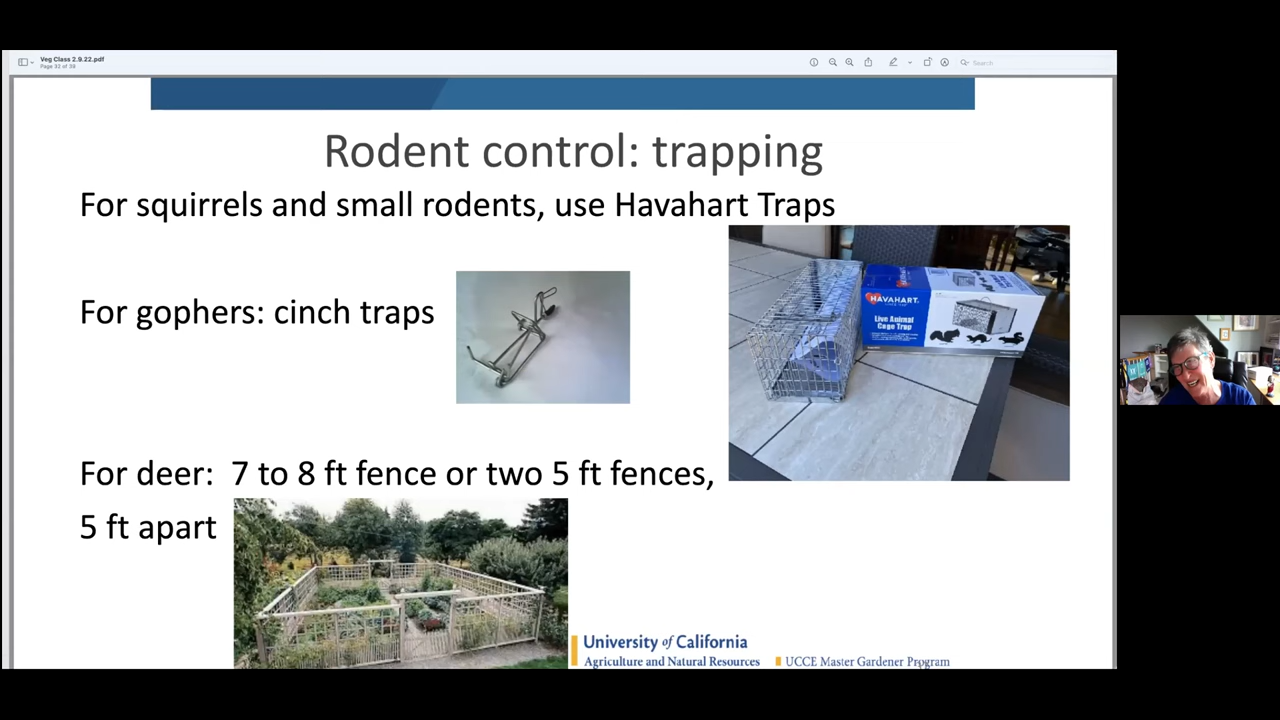 Veg Class 2.9.22.pdf
Page 32 of 38
Search
Rodent control: trapping
For squirrels and small rodents, use Havahart Traps
For gophers: cinch traps
HAVAHART
Live Animal
Cage Trap
For deer: 7 to 8 ft fence or two 5 ft fences,
5 ft apart
University of California
Agriculture and Natural Resources
UCCE Master Gardener Program